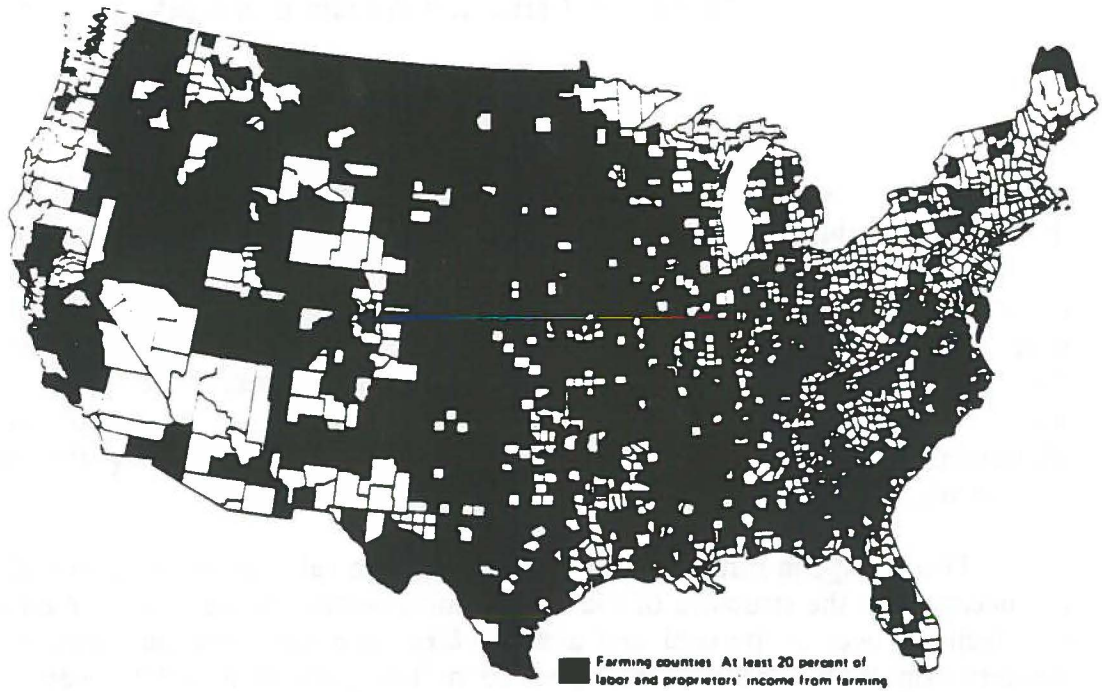 Farming counties At least 20 percent of
labor and proprietors' income from farming